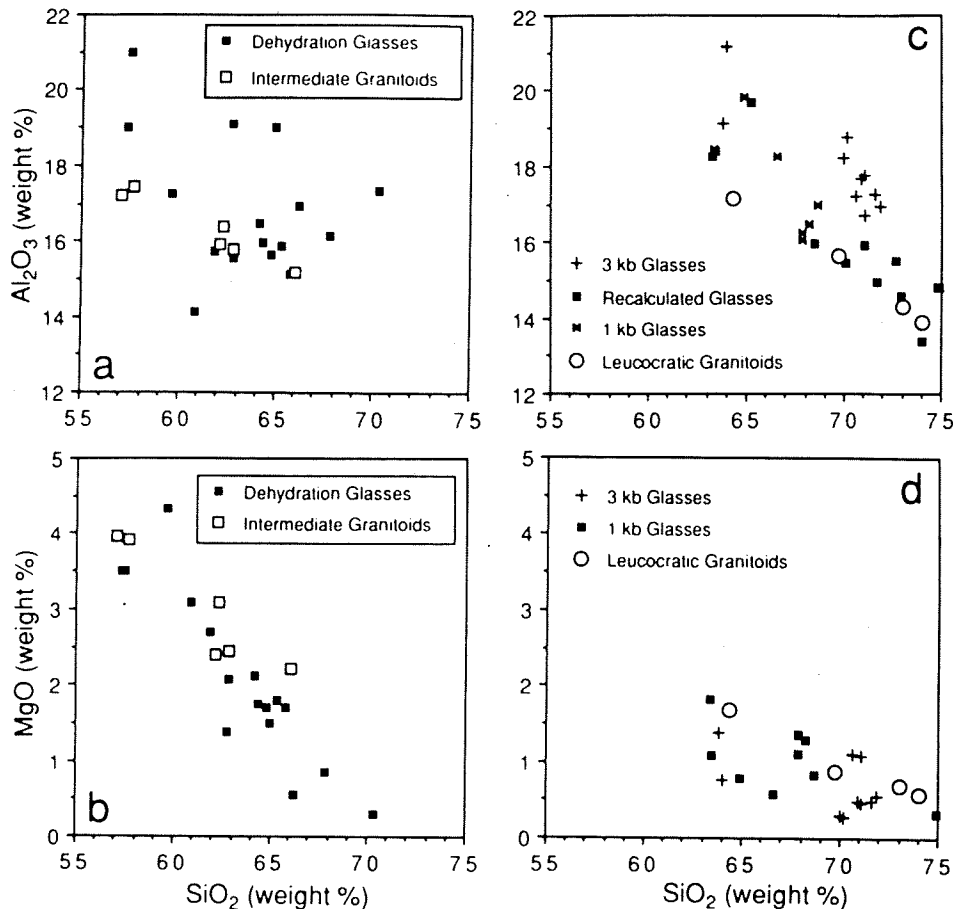 22
20
18
16
14
12
Al2O3 (weight %)
Dehydration Glasses
Intermediate Granitoids
a
55 60 65 70 75
c
3 kb Glasses
Recalculated Glasses
1 kb Glasses
Leucocratic Granitoids
22
20
18
16
14
12
55 60 65 70 75
5
4
3
2
1
0
MgO (weight %)
Dehydration Glasses
Intermediate Granitoids
b
55 60 65 70 75
SiO2 (weight %)
d
3 kb Glasses
1 kb Glasses
Leucocratic Granitoids
5
4
3
2
1
0
55 60 65 70 75
SiO2 (weight %)